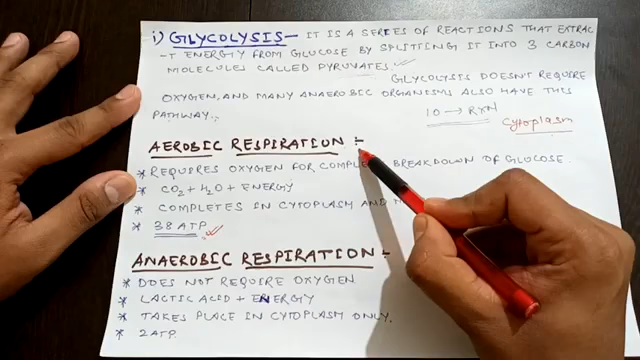 i) GLYCOLYSIS- IT IS A SERIES OF REACTIONS THAT EXTRAC
-T ENERGY FROM GLUCOSE BY SPLITING IT INTO 3 CARBON
MOLECULES CALLED PYRUVATES.
GLYCOLYSIS DOESNT REQUIRE
OXYGEN, AND MANY ANAEROBIC ORGANISMS ALSO HAVE THIS
PATHWAY.
10 → RXN
Cytoplasm
AEROBIC RESPIRATION :-
* REQUIRES OXYGEN FOR COMPLE BREAKDOWN OF GLUCOSE.
* CO2 + H2O + ENERGY
* COMPLETES IN CYTOPLASM AND
* 38 ATP
ANAEROBIC RESPIRATION :-
* DOES NOT REQUIRE OXYGEN
* LACTIC ACID + ENERGY
* TAKES PLACE IN CYTOPLASM ONLY.
* 2 ATP